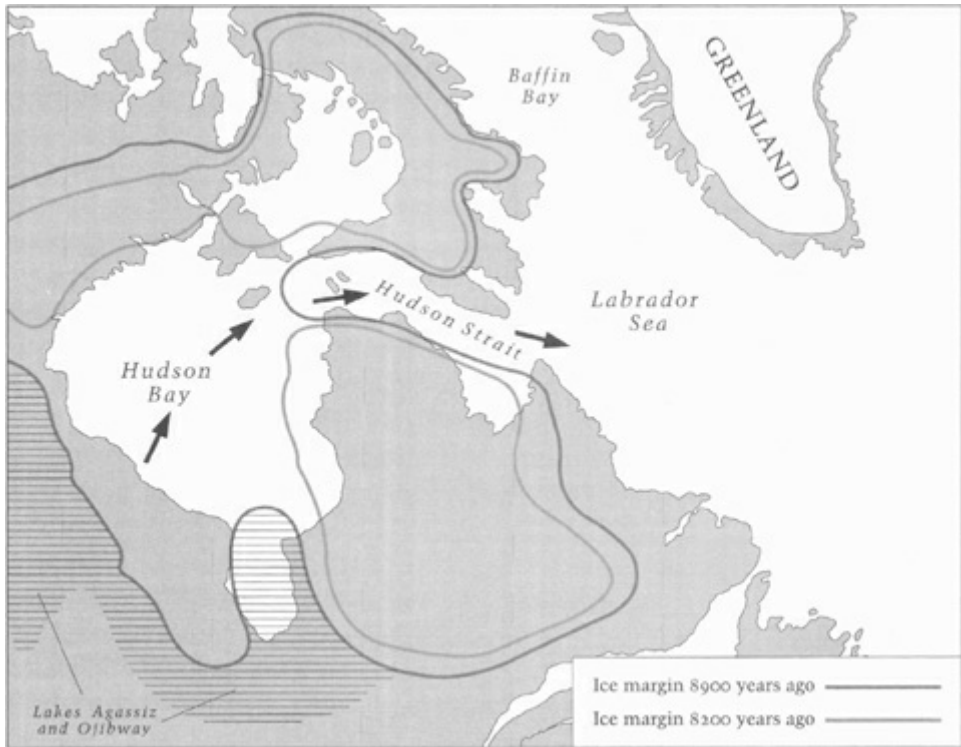 Baffin
Bay
GREENLAND
Labrador
Sea
Hudson Strait
Hudson
Bay
Lakes Agassiz
and Ojibway
Ice margin 8900 years ago
Ice margin 8200 years ago